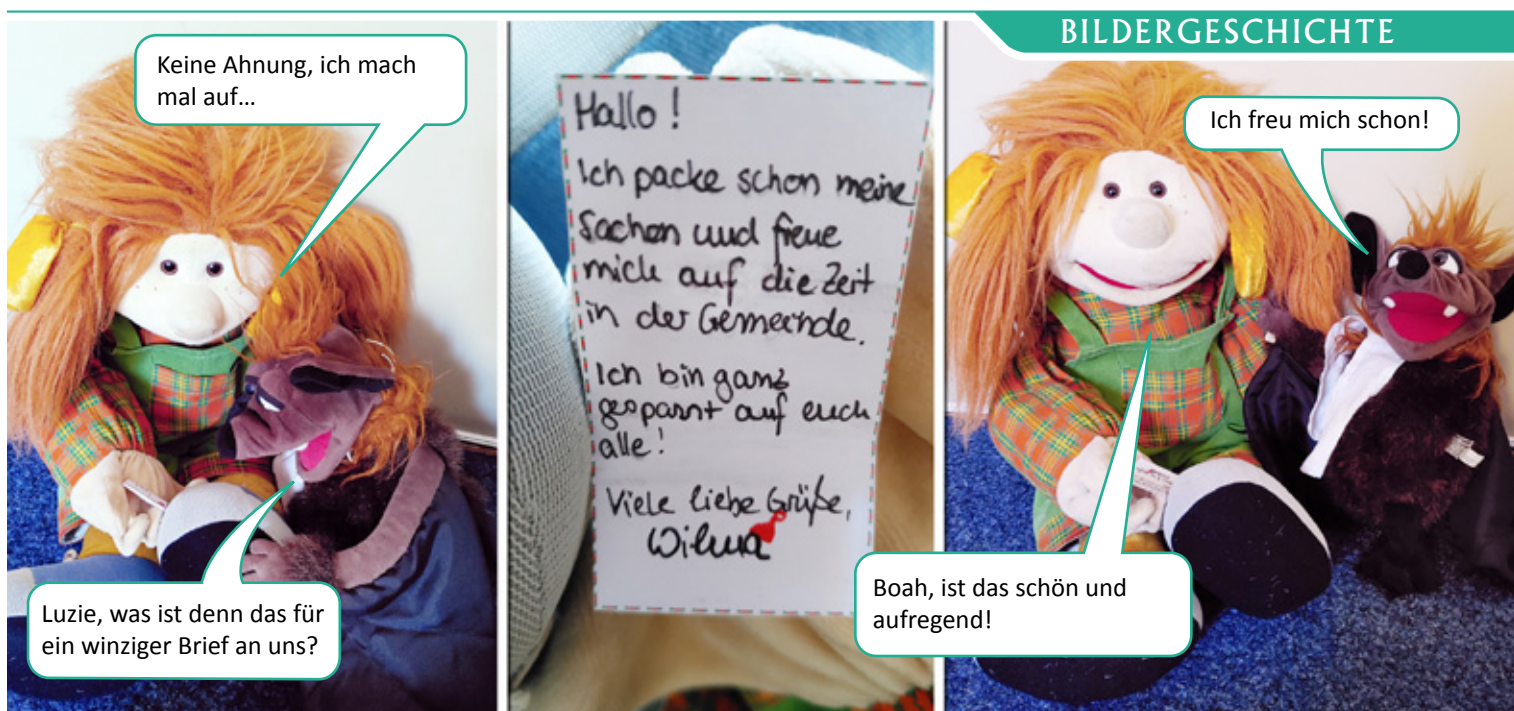 BILDERGESCHICHTE
Keine Ahnung, ich mach
mal auf...
Luzie, was ist denn das für
ein winziger Brief an uns?
Hallo !
Ich packe schon meine
Sachen und freue
mich auf die Zeit
in der Gemeinde.
Ich bin ganz
gespannt auf euch
alle!
Viele liebe Grüße,
Wilma
Ich freu mich schon!
Boah, ist das schön und
aufregend!